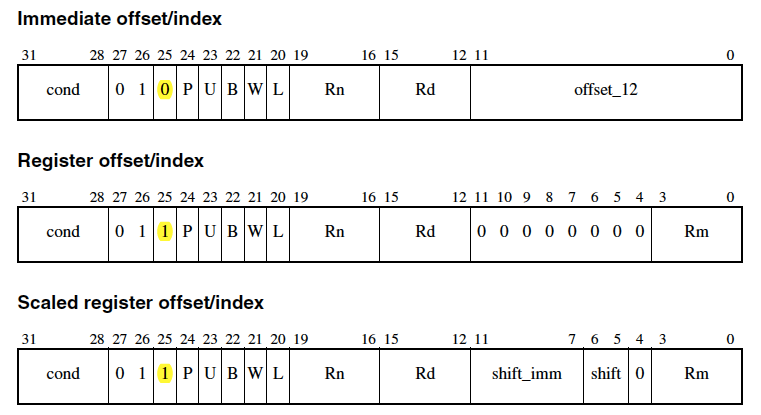 Immediate offset/index
31 28 27 26 25 24 23 22 21 20 19 16 15 12 11 0
cond 0 1 0 P U B W L Rn Rd offset_12
Register offset/index
31 28 27 26 25 24 23 22 21 20 19 16 15 12 11 10 9 8 7 6 5 4 3 0
cond 0 1 1 P U B W L Rn Rd 0 0 0 0 0 0 0 0 Rm
Scaled register offset/index
31 28 27 26 25 24 23 22 21 20 19 16 15 12 11 7 6 5 4 3 0
cond 0 1 1 P U B W L Rn Rd shift_imm shift 0 Rm